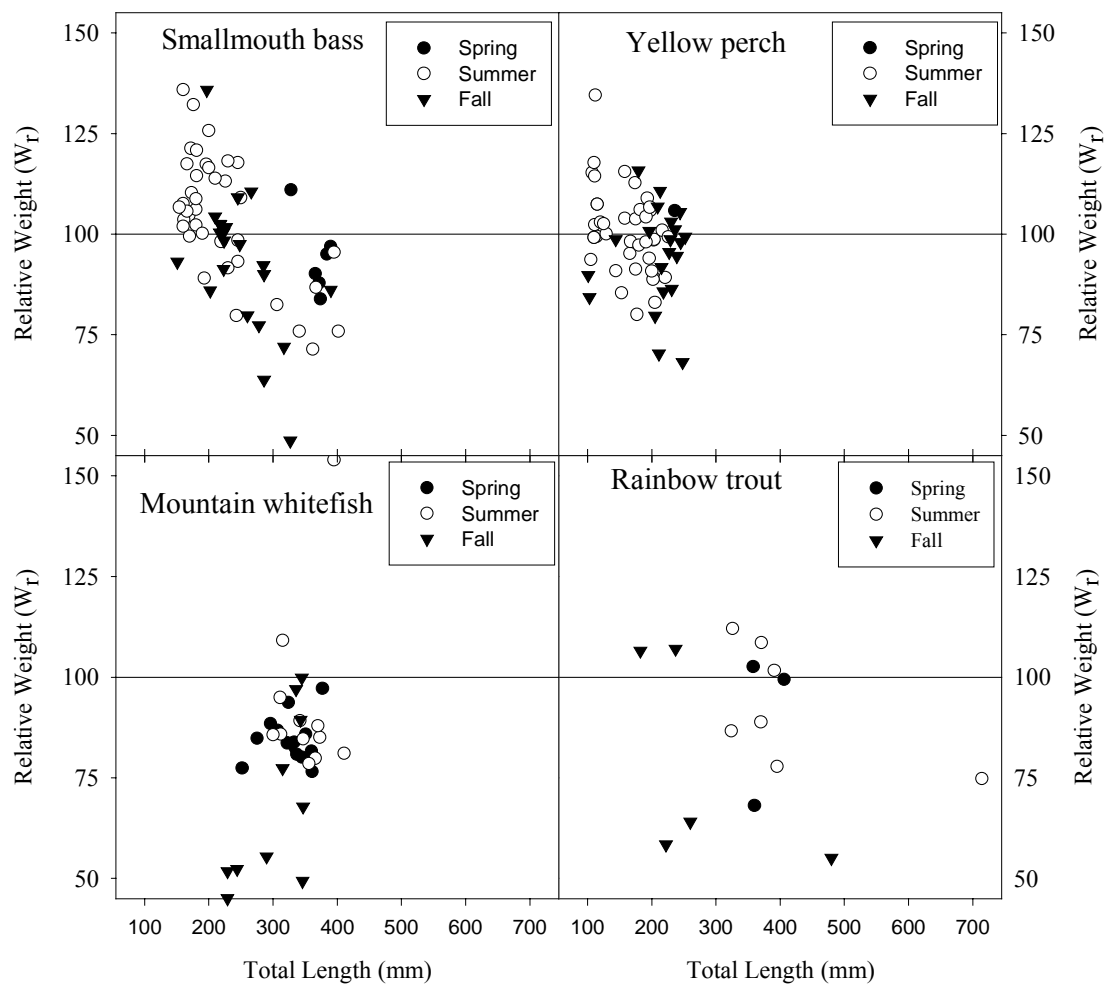 150
125
100
75
50
Relative Weight (Wr)
Smallmouth bass
Spring
Summer
Fall
Yellow perch
Spring
Summer
Fall
150
125
100
75
50
Relative Weight (Wr)
150
125
100
75
50
Relative Weight (Wr)
Mountain whitefish
Spring
Summer
Fall
Rainbow trout
Spring
Summer
Fall
150
125
100
75
50
Relative Weight (Wr)
100 200 300 400 500 600 700
100 200 300 400 500 600 700
Total Length (mm)
Total Length (mm)